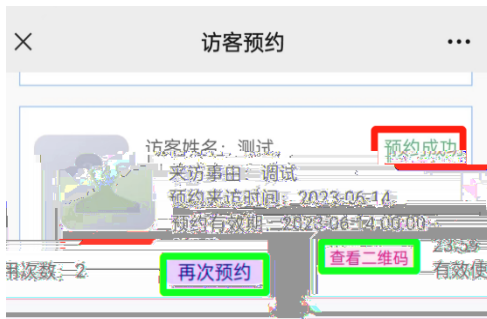 访客预约
访客姓名：测试
预约成功
来访事由：调试
预约来访时间：2023-06-14
预约有效期：2023-06-14 00:00
23:59
用次数：2
再次预约
查看二维码
有效使